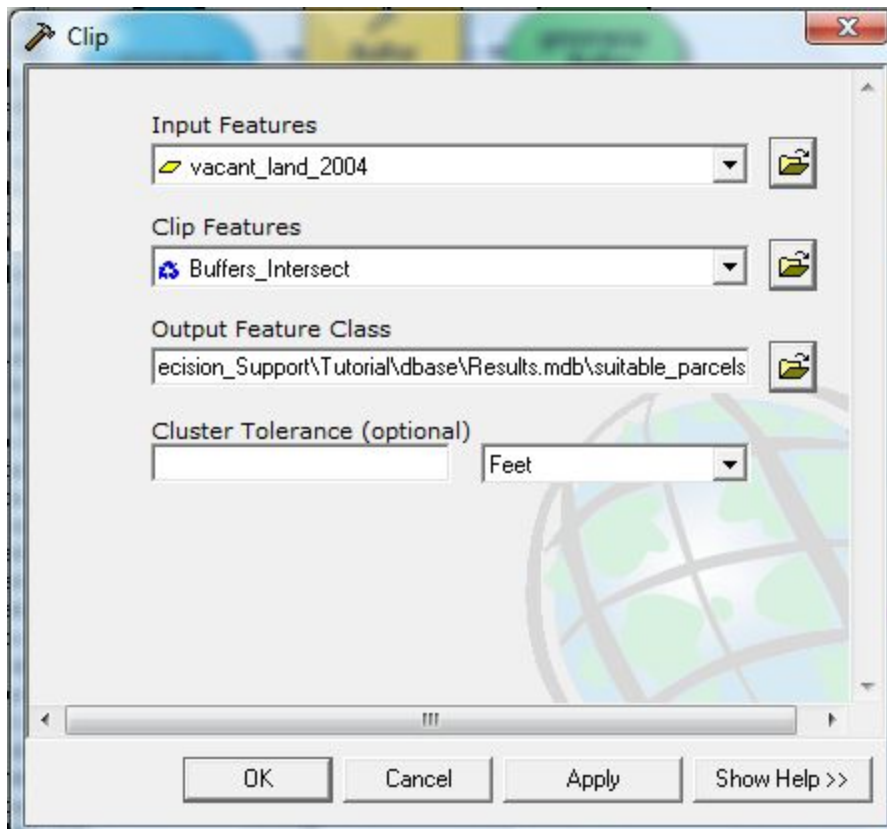 Clip
Input Features
vacant_land_2004
Clip Features
Buffers_Intersect
Output Feature Class
ecision_Support\Tutorial\dbase\Results.mdb\suitable_parcels
Cluster Tolerance (optional)
Feet
OK Cancel Apply Show Help >>